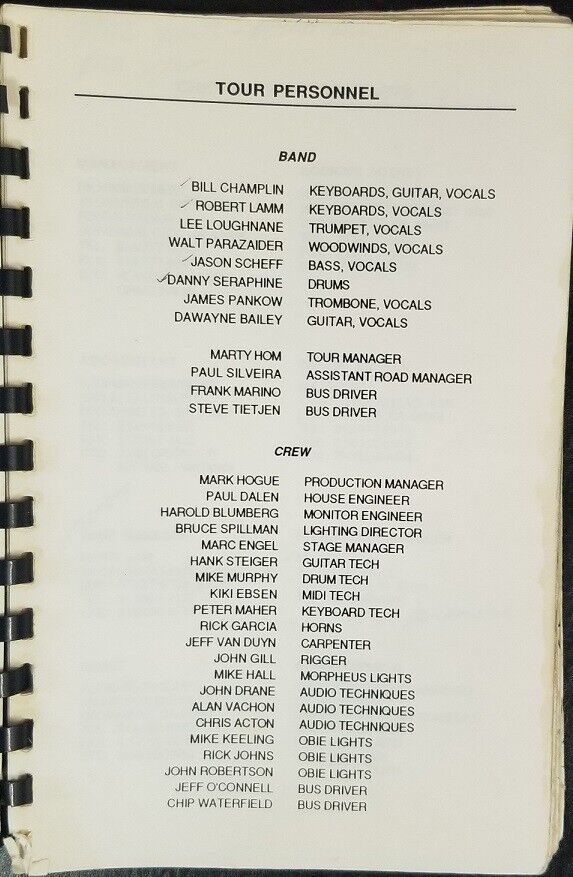 TOUR PERSONNEL
BAND
BILL CHAMPLIN KEYBOARDS, GUITAR, VOCALS
ROBERT LAMM KEYBOARDS, VOCALS
LEE LOUGHNANE TRUMPET, VOCALS
WALT PARAZAIDER WOODWINDS, VOCALS
JASON SCHEFF BASS, VOCALS
DANNY SERAPHINE DRUMS
JAMES PANKOW TROMBONE, VOCALS
DAWAYNE BAILEY GUITAR, VOCALS
MARTY HOM TOUR MANAGER
PAUL SILVEIRA ASSISTANT ROAD MANAGER
FRANK MARINO BUS DRIVER
STEVE TIETJEN BUS DRIVER
CREW
MARK HOGUE PRODUCTION MANAGER
PAUL DALEN HOUSE ENGINEER
HAROLD BLUMBERG MONITOR ENGINEER
BRUCE SPILLMAN LIGHTING DIRECTOR
MARC ENGEL STAGE MANAGER
HANK STEIGER GUITAR TECH
MIKE MURPHY DRUM TECH
KIKI EBSEN MIDI TECH
PETER MAHER KEYBOARD TECH
RICK GARCIA HORNS
JEFF VAN DUYN CARPENTER
JOHN GILL RIGGER
MIKE HALL MORPHEUS LIGHTS
JOHN DRANE AUDIO TECHNIQUES
ALAN VACHON AUDIO TECHNIQUES
CHRIS ACTON AUDIO TECHNIQUES
MIKE KEELING OBIE LIGHTS
RICK JOHNS OBIE LIGHTS
JOHN ROBERTSON OBIE LIGHTS
JEFF O'CONNELL BUS DRIVER
CHIP WATERFIELD BUS DRIVER